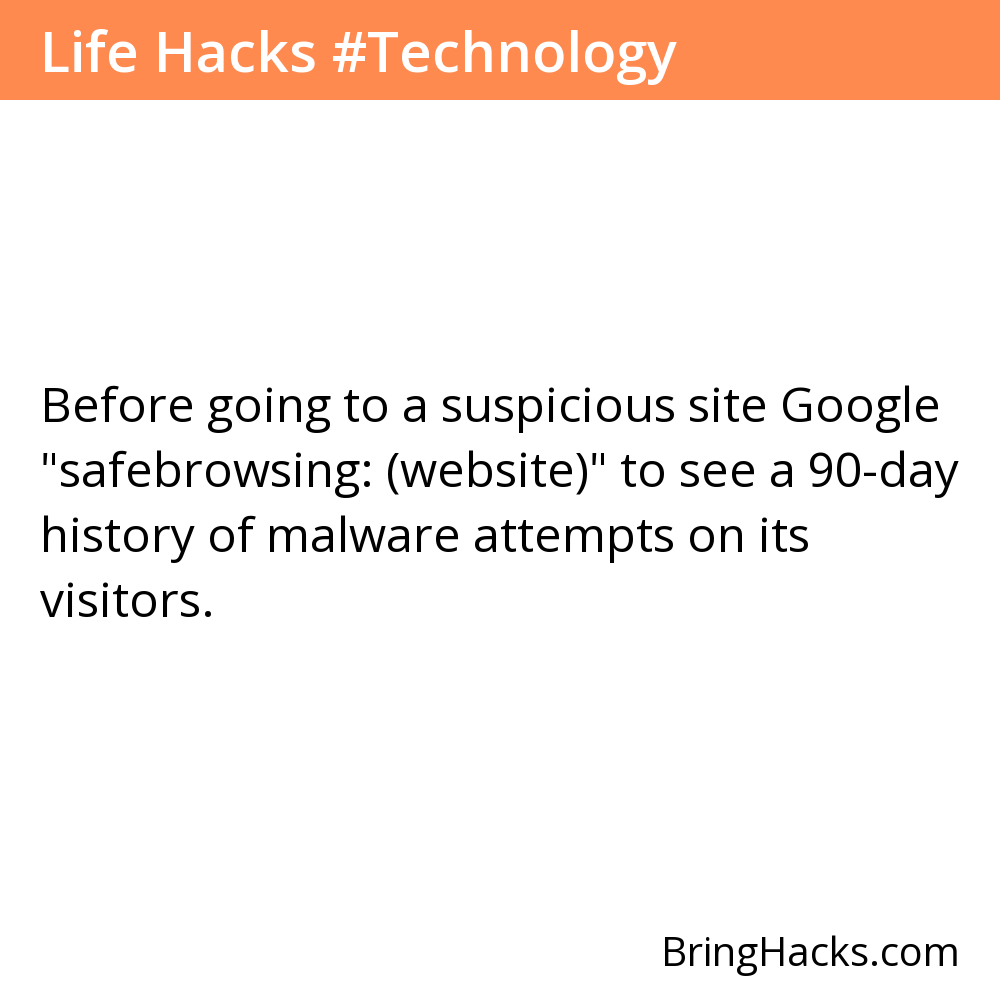 Life Hacks #Technology
Before going to a suspicious site Google
"safebrowsing: (website)" to see a 90-day
history of malware attempts on its
visitors.
BringHacks.com